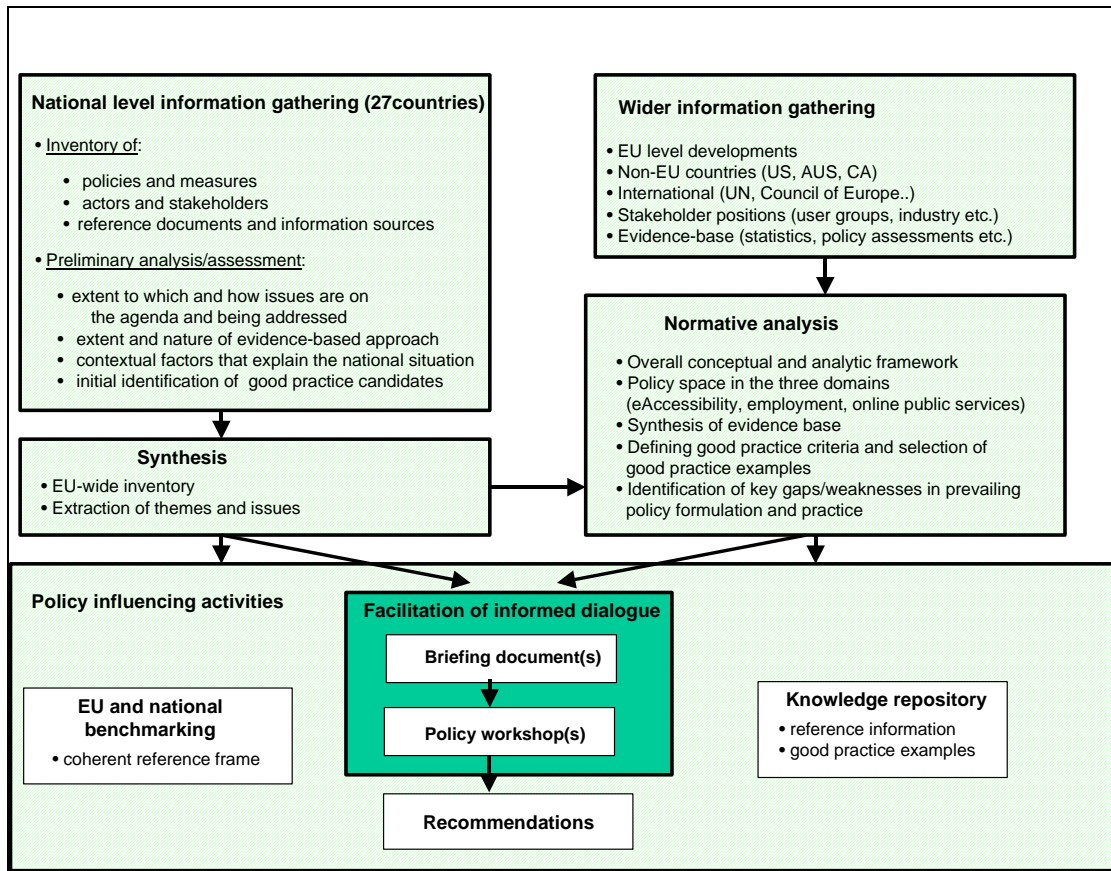 National level information gathering (27countries)
• Inventory of:
• policies and measures
• actors and stakeholders
• reference documents and information sources
• Preliminary analysis/assessment:
• extent to which and how issues are on
the agenda and being addressed
• extent and nature of evidence-based approach
• contextual factors that explain the national situation
• initial identification of good practice candidates
Wider information gathering
• EU level developments
• Non-EU countries (US, AUS, CA)
• International (UN, Council of Europe..)
• Stakeholder positions (user groups, industry etc.)
• Evidence-base (statistics, policy assessments etc.)
Synthesis
• EU-wide inventory
• Extraction of themes and issues
Normative analysis
• Overall conceptual and analytic framework
• Policy space in the three domains
(eAccessibility, employment, online public services)
• Synthesis of evidence base
• Defining good practice criteria and selection of
good practice examples
• Identification of key gaps/weaknesses in prevailing
policy formulation and practice
Policy influencing activities
EU and national
benchmarking
• coherent reference frame
Facilitation of informed dialogue
Briefing document(s)
Policy workshop(s)
Recommendations
Knowledge repository
• reference information
• good practice examples